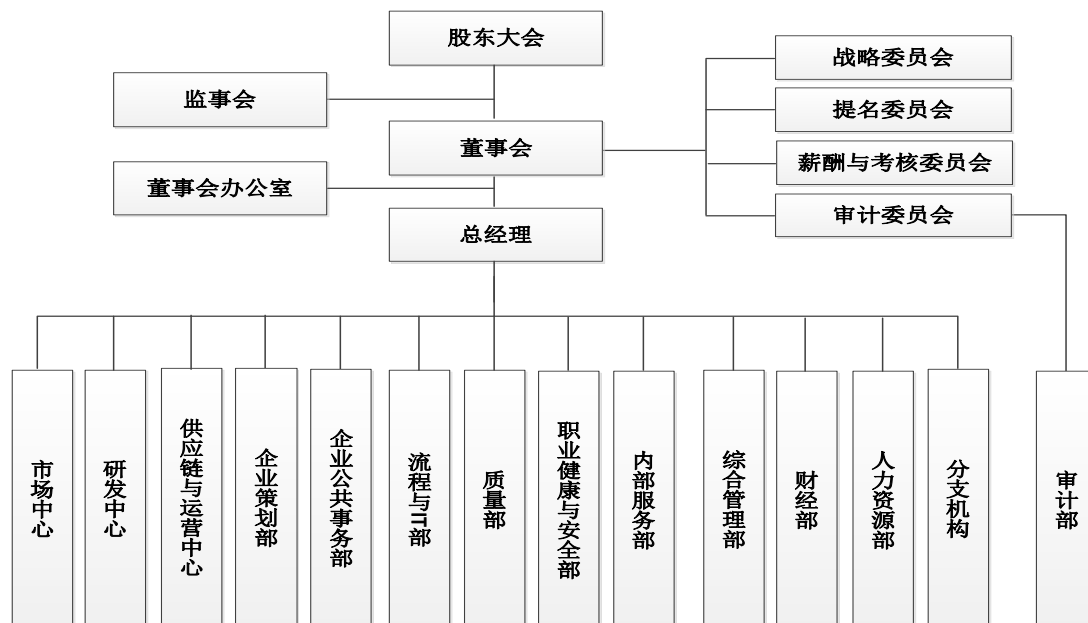 股东大会
监事会
董事会
董事会办公室
总经理
战略委员会
提名委员会
薪酬与考核委员会
审计委员会
市场中心
研发中心
供应链与运营中心
企业策划部
企业公共事务部
流程与IT部
质量部
职业健康与安全部
内部服务部
综合管理部
财经部
人力资源部
分支机构
审计部